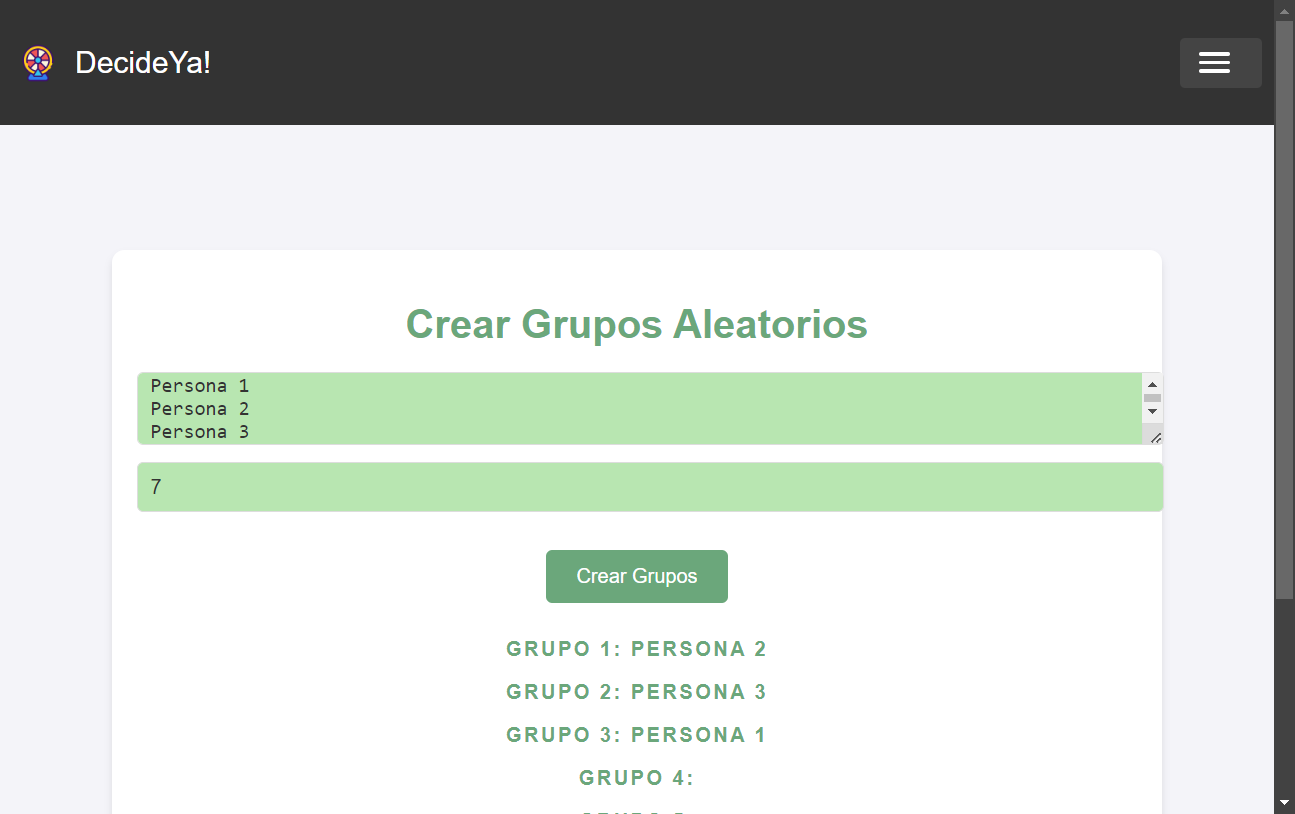 DecideYa!
Crear Grupos Aleatorios
Persona 1
Persona 2
Persona 3
7
Crear Grupos
GRUPO 1: PERSONA 2
GRUPO 2: PERSONA 3
GRUPO 3: PERSONA 1
GRUPO 4: